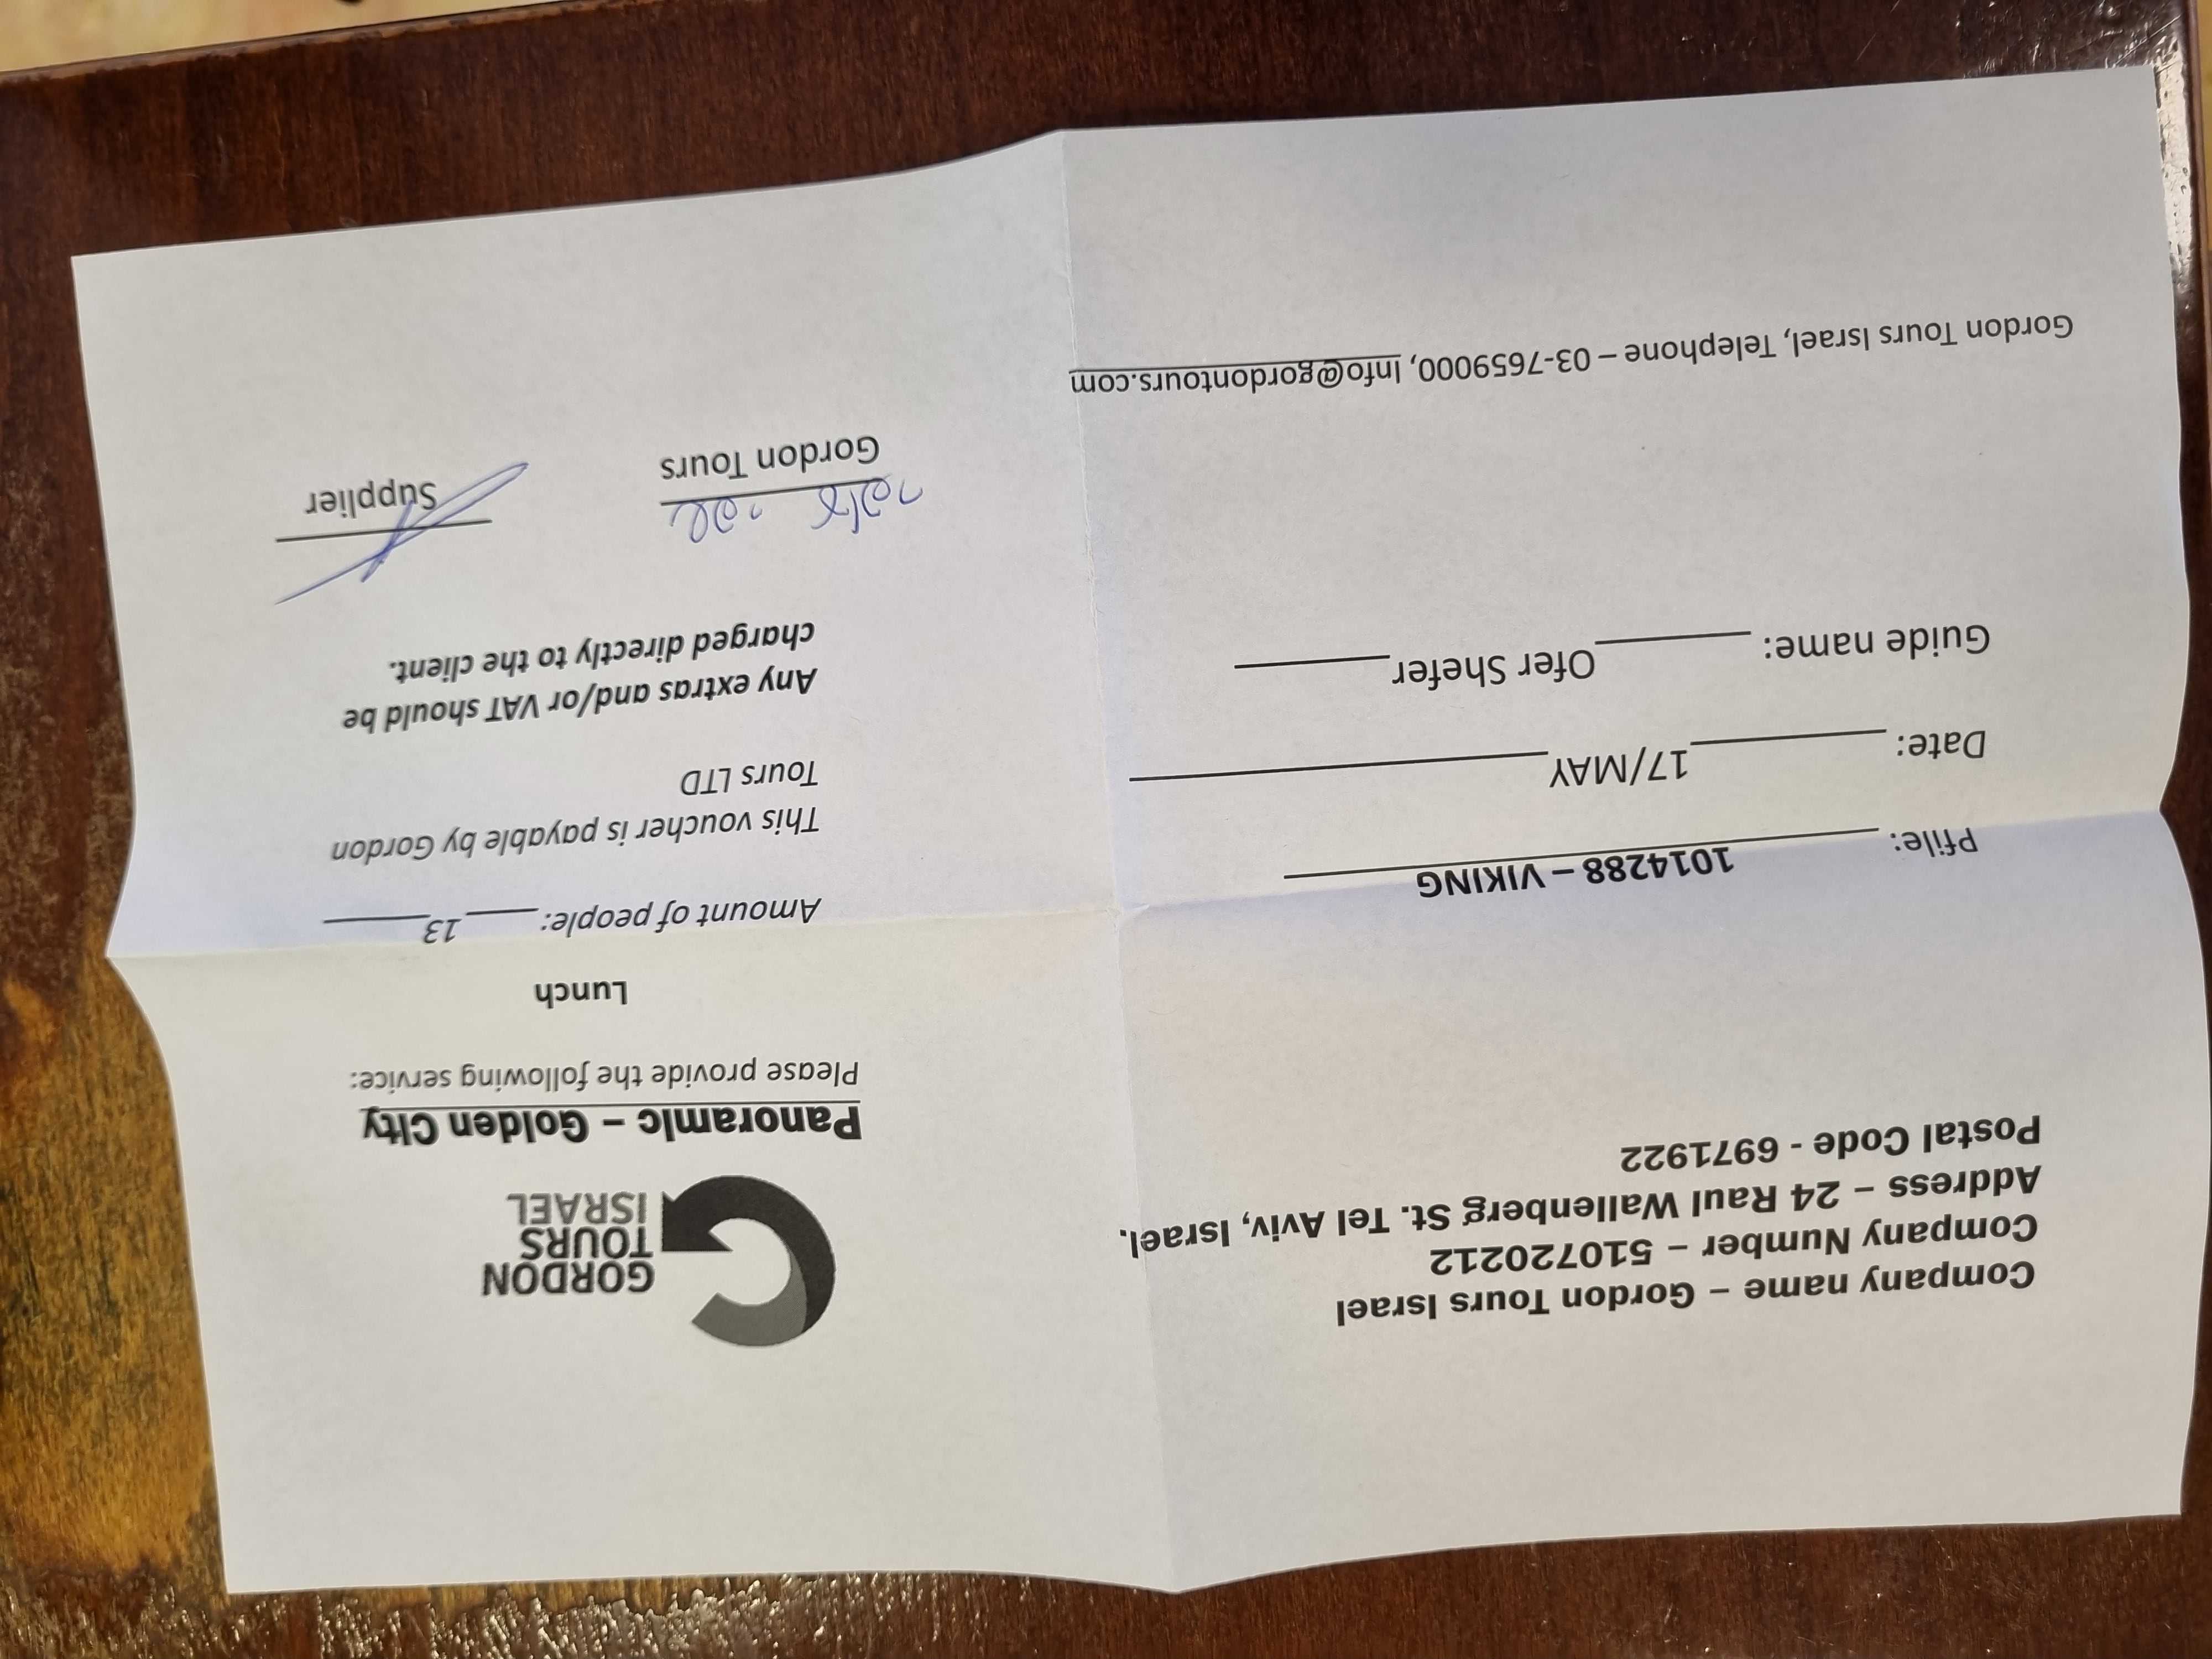 Company name – Gordon Tours Israel
Company Number – 510720212
Address – 24 Raul Wallenberg St. Tel Aviv, Israel.
Postal Code - 6971922
Pfile: 1014288 – VIKING
Date: 17/MAY
Guide name: Ofer Shefer
Gordon Tours Israel, Telephone – 03-7659000, Info@gordontours.com
GORDON
TOURS
ISRAEL
Panoramic – Golden City
Please provide the following service:
Lunch
Amount of people: 13
This voucher is payable by Gordon
Tours LTD
Any extras and/or VAT should be
charged directly to the client.
Gordon Tours
Supplier